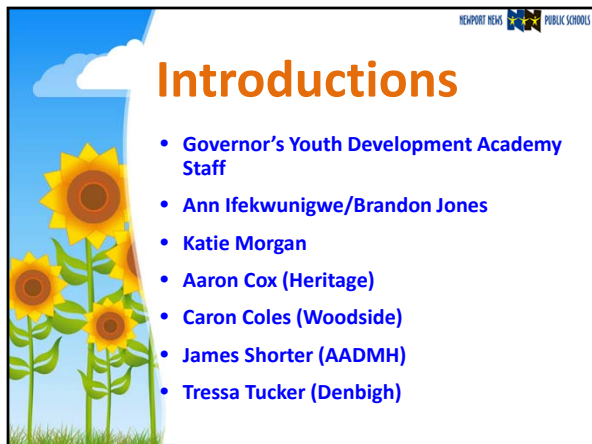 NEWPORT NEWS NN PUBLIC SCHOOLS
Introductions
• Governor's Youth Development Academy
Staff
• Ann Ifekwunigwe/Brandon Jones
• Katie Morgan
• Aaron Cox (Heritage)
• Caron Coles (Woodside)
• James Shorter (AADMH)
• Tressa Tucker (Denbigh)